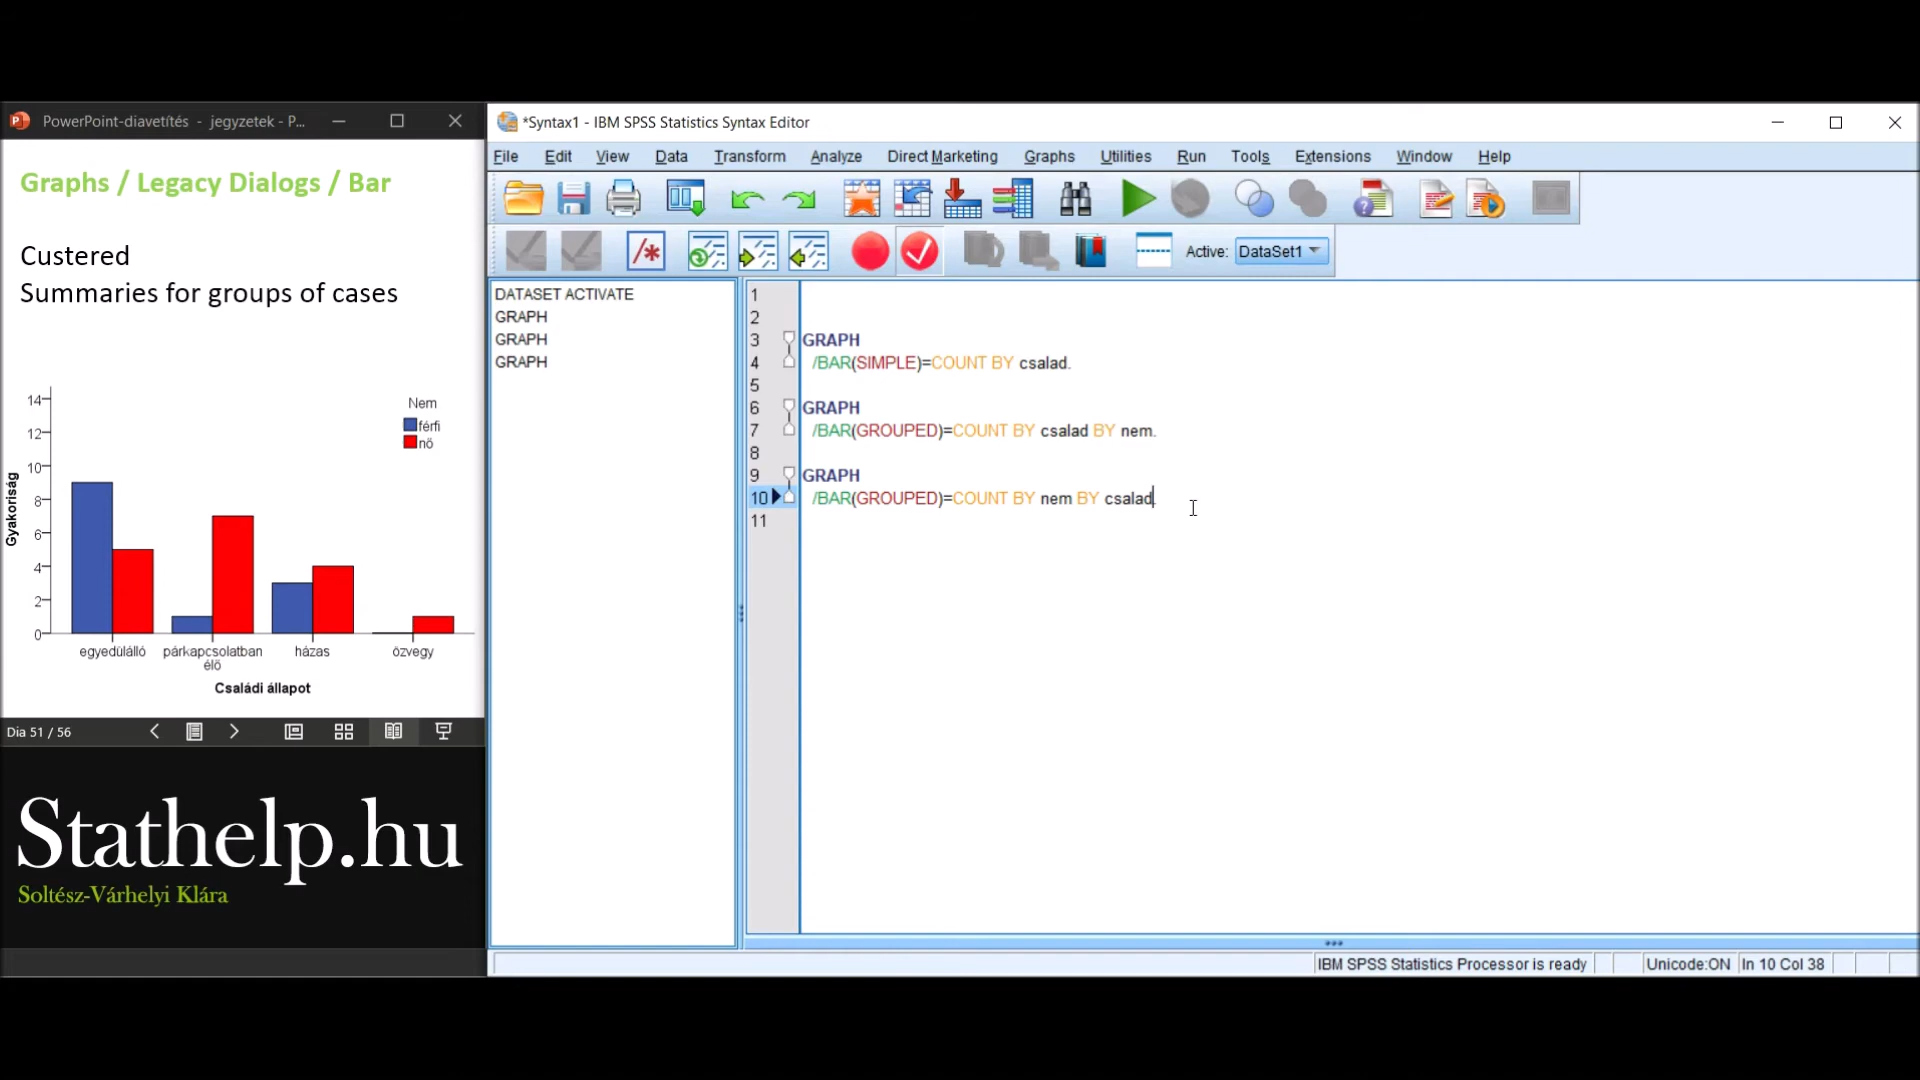 PowerPoint-diavetítés - jegyzetek - P...
Graphs / Legacy Dialogs / Bar
Custered
Summaries for groups of cases
14
12
10
8
6
4
2
0
Gyakoriság
Nem
férfi
nö
egyedülálló
párkapcsolatban
élö
házas
özvegy
Családi állapot
Dia 51 / 56
Stathelp.hu
Soltész-Várhelyi Klára
*Syntax1 - IBM SPSS Statistics Syntax Editor
File Edit View Data Transform Analyze Direct Marketing Graphs Utilities Run Tools Extensions Window Help
Active: DataSet1
DATASET ACTIVATE
GRAPH
GRAPH
GRAPH
1
2
3 GRAPH
4 /BAR(SIMPLE)=COUNT BY csalad.
5
6 GRAPH
7 /BAR(GROUPED)=COUNT BY csalad BY nem.
8
9 GRAPH
10 /BAR(GROUPED)=COUNT BY nem BY csalad.
11
IBM SPSS Statistics Processor is ready Unicode:ON In 10 Col 38